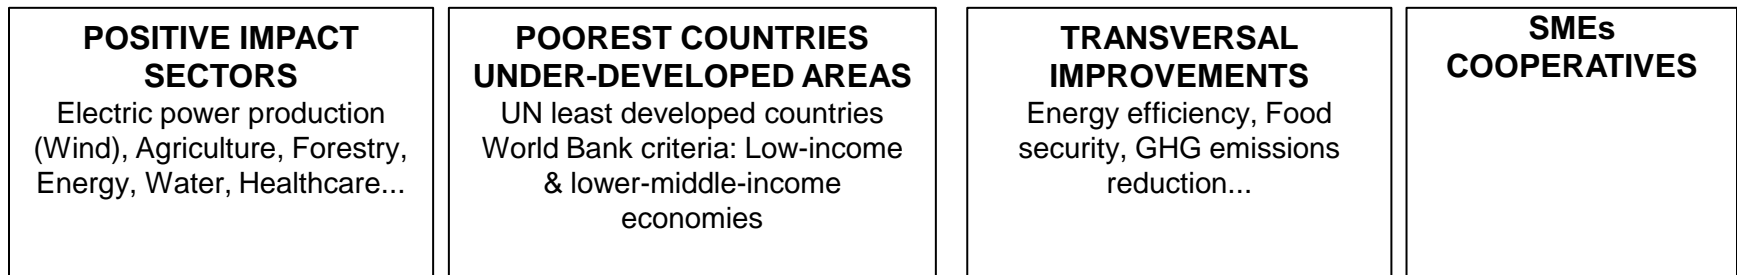 POSITIVE IMPACT
SECTORS
Electric power production
(Wind), Agriculture, Forestry,
Energy, Water, Healthcare...
POOREST COUNTRIES
UNDER-DEVELOPED AREAS
UN least developed countries
World Bank criteria: Low-income
& lower-middle-income
economies
TRANSVERSAL
IMPROVEMENTS
Energy efficiency, Food
security, GHG emissions
reduction...
SMEs
COOPERATIVES